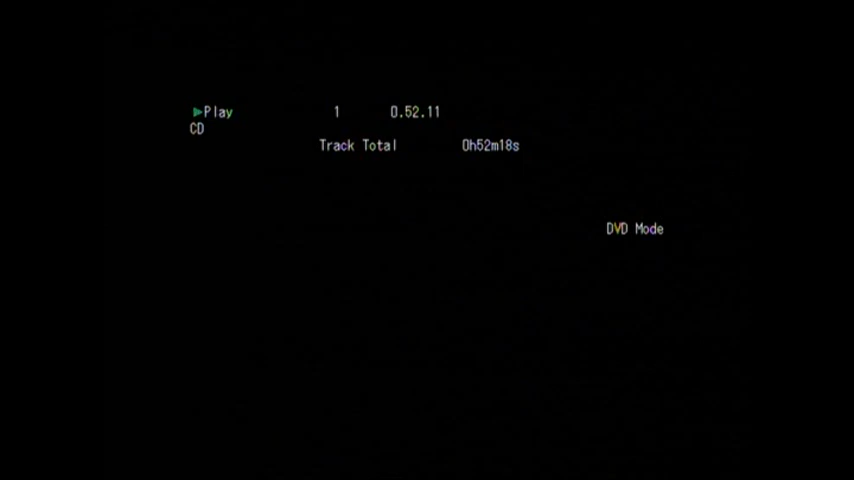 ▶Play 1 0.52.11
CD
Track Total 0h52m18s
DVD Mode